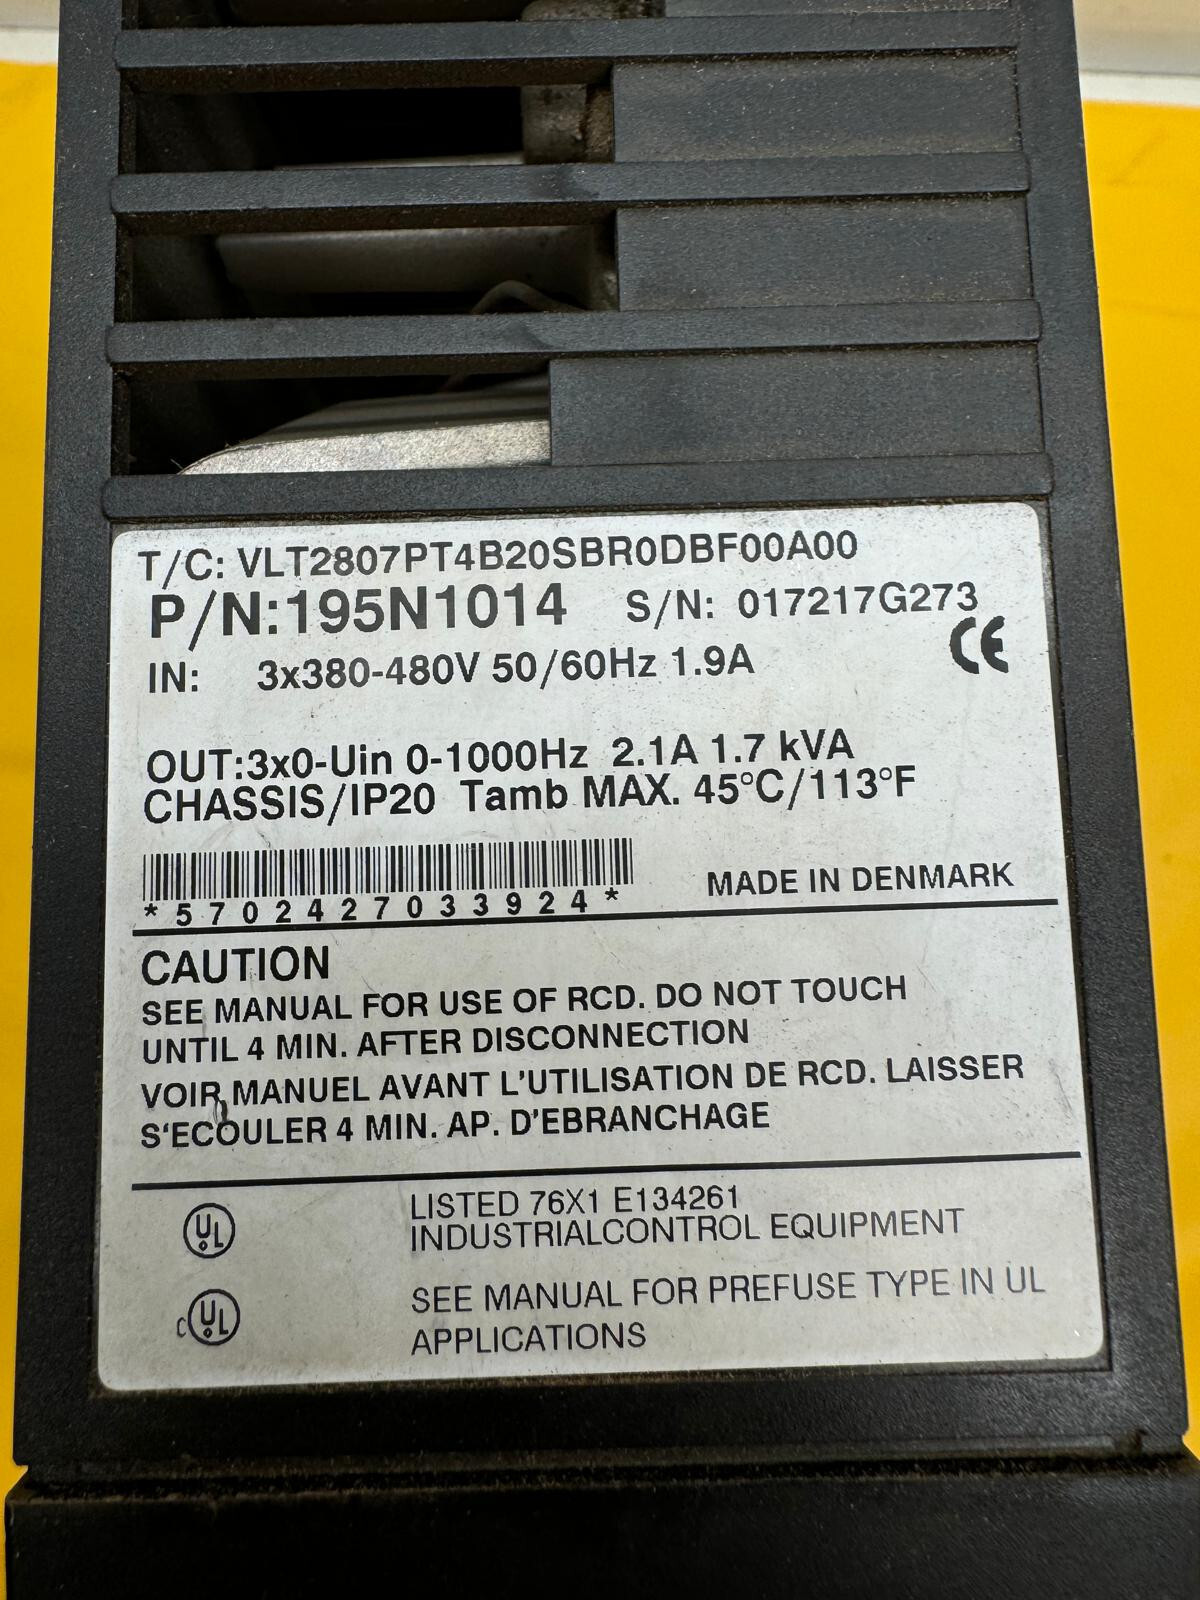 T/C: VLT2807PT4B20SBR0DBF00A00
P/N:195N1014 S/N: 017217G273
IN: 3x380-480V 50/60Hz 1.9A
CE
OUT:3x0-Uin 0-1000Hz 2.1A 1.7 kVA
CHASSIS/IP20 Tamb MAX. 45°C/113°F
*5702427033924*
MADE IN DENMARK
CAUTION
SEE MANUAL FOR USE OF RCD. DO NOT TOUCH
UNTIL 4 MIN. AFTER DISCONNECTION
VOIR MANUEL AVANT L'UTILISATION DE RCD. LAISSER
S'ECOULER 4 MIN. AP. D'EBRANCHAGE
UL
LISTED 76X1 E134261
INDUSTRIALCONTROL EQUIPMENT
c UL
SEE MANUAL FOR PREFUSE TYPE IN UL
APPLICATIONS